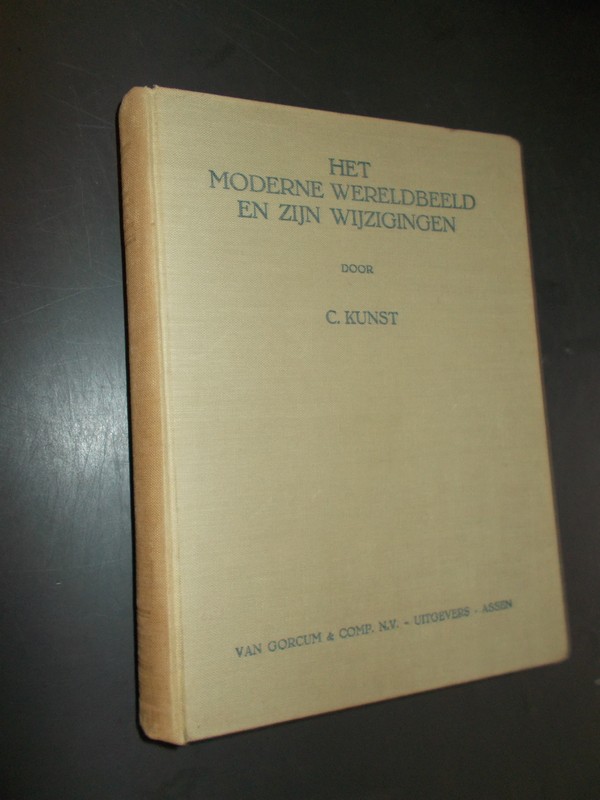 HET
MODERNE WERELDBEELD
EN ZIJN WIJZIGINGEN
DOOR
C. KUNST
VAN GORCUM & COMP. N.V. - UITGEVERS - ASSEN